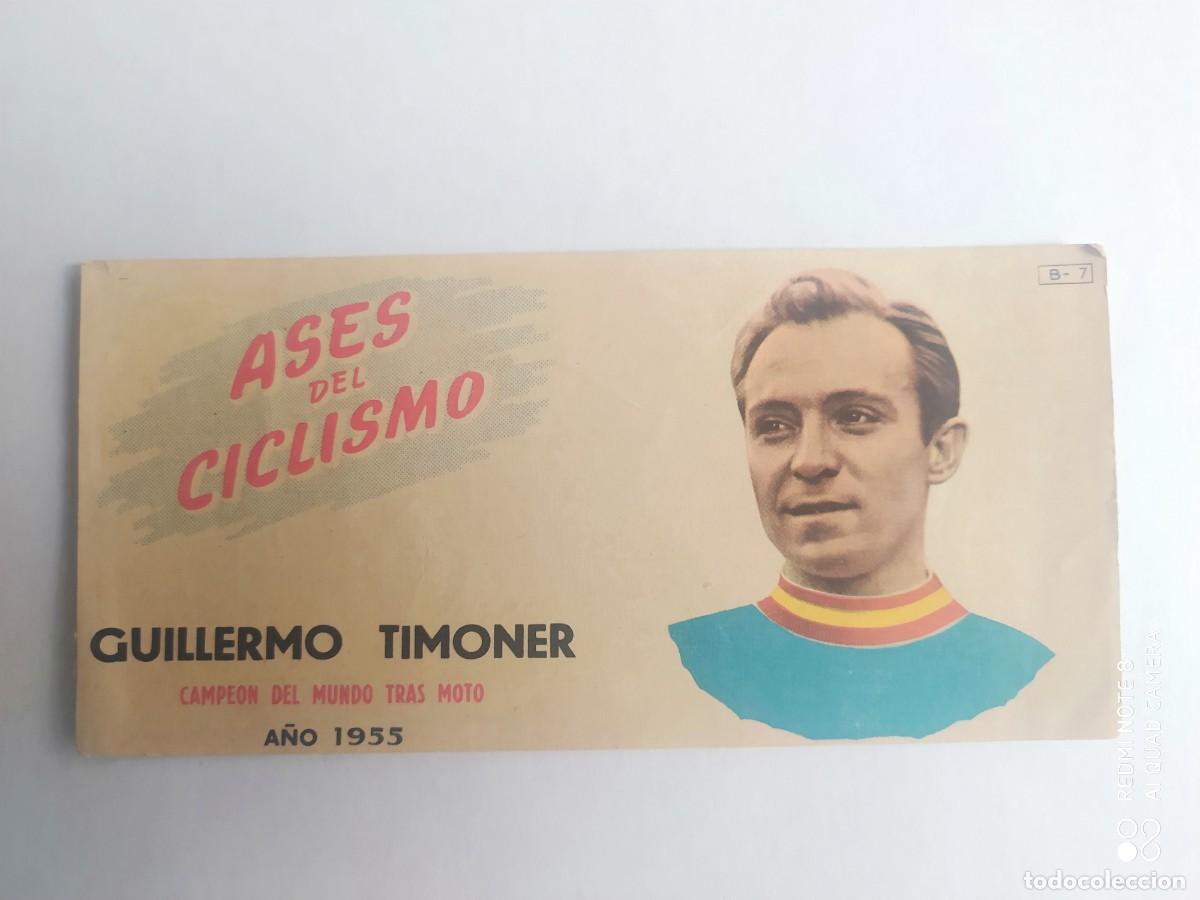 ASES
DEL
CICLISMO
B- 7
GUILLERMO TIMONER
CAMPEON DEL MUNDO TRAS MOTO
AÑO 1955
REDMI NOTE 8
AI QUAD CAMERA
todocoleccion